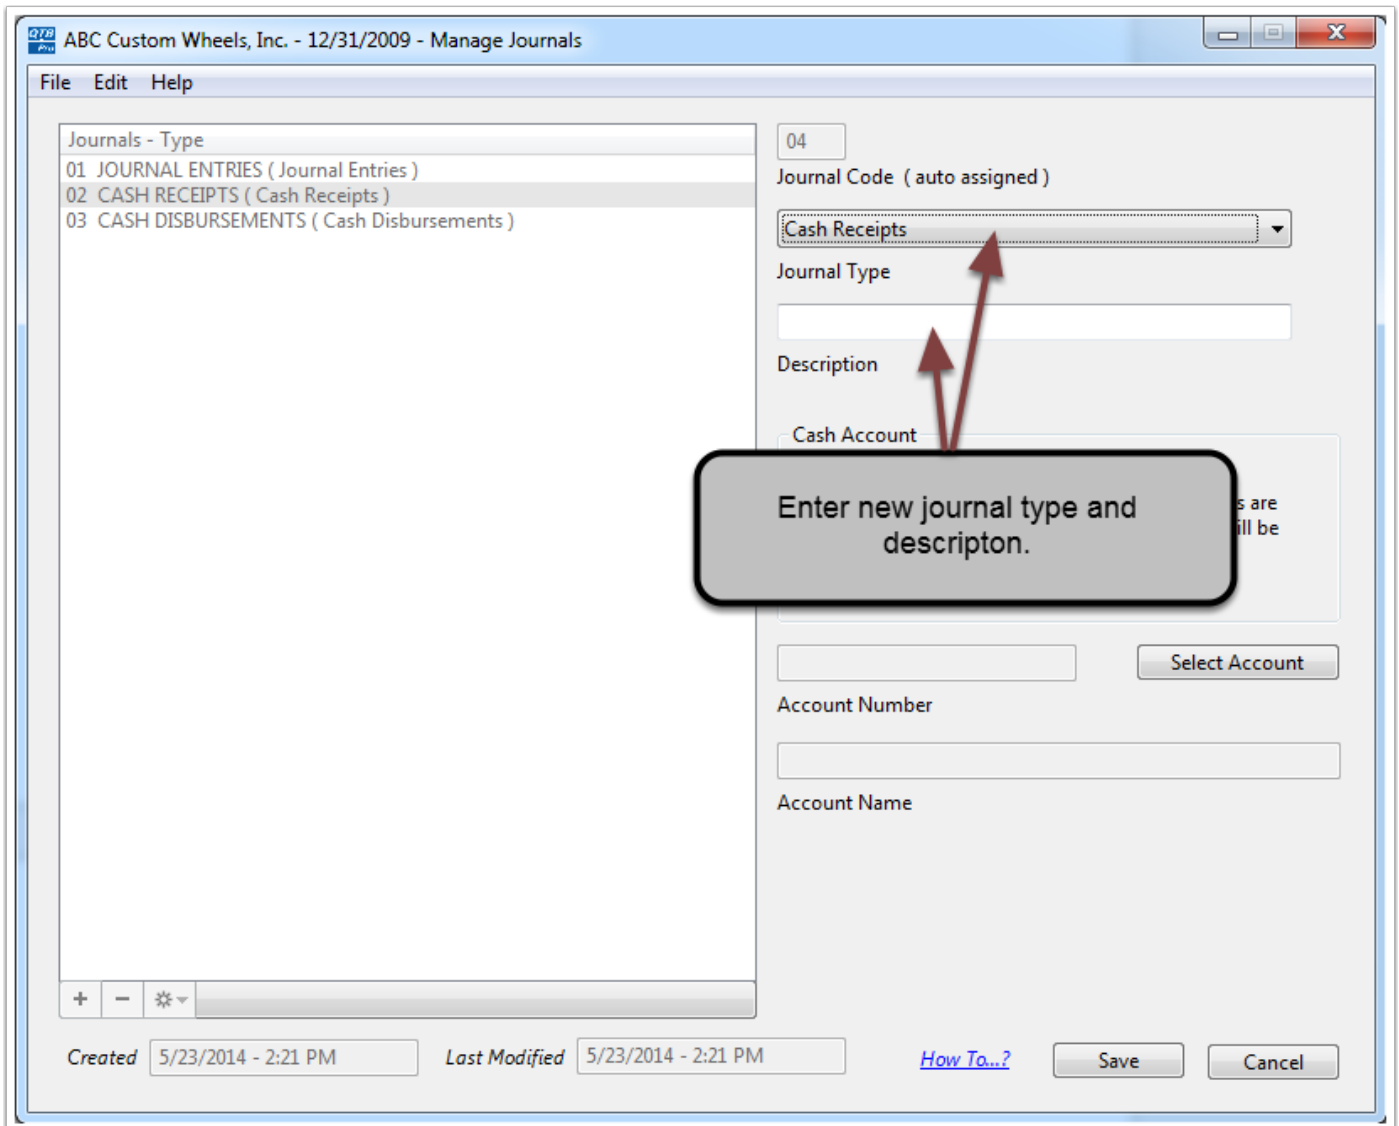 QTB
Pro
ABC Custom Wheels, Inc. - 12/31/2009 - Manage Journals
File Edit Help
Journals - Type
01 JOURNAL ENTRIES ( Journal Entries )
02 CASH RECEIPTS ( Cash Receipts )
03 CASH DISBURSEMENTS ( Cash Disbursements )
04
Journal Code ( auto assigned )
Cash Receipts
Journal Type
Description
Cash Account
are
be
Enter new journal type and
descripton.
Select Account
Account Number
Account Name
Created 5/23/2014 - 2:21 PM Last Modified 5/23/2014 - 2:21 PM How To...? Save Cancel